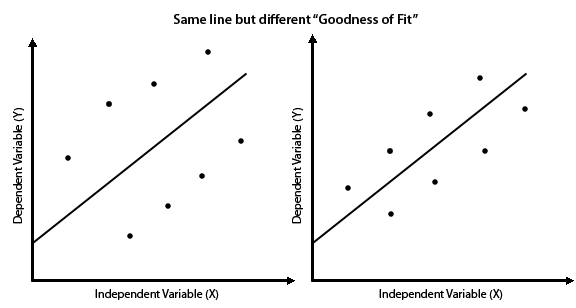 Same line but different “Goodness of Fit”
Dependent Variable (Y)
Independent Variable (X)
Dependent Variable (Y)
Independent Variable (X)